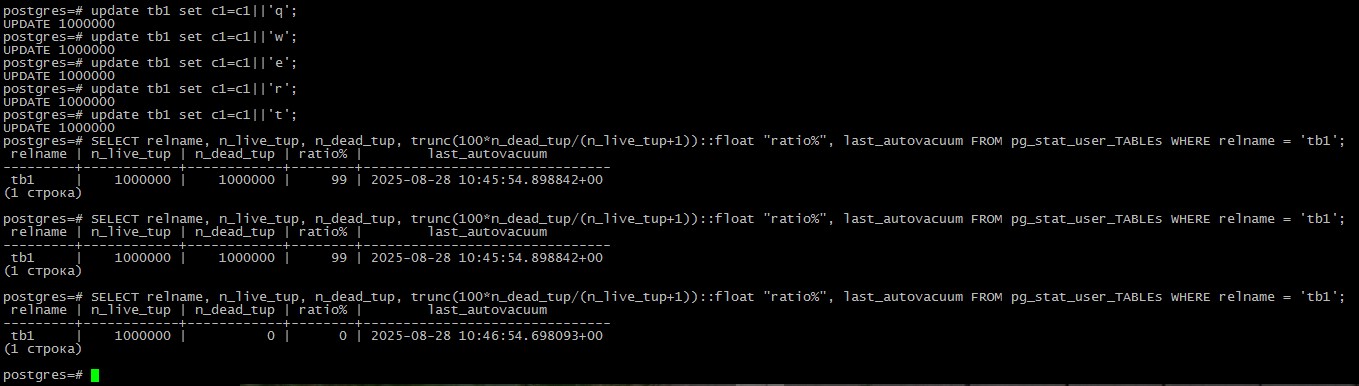 postgres=# update tb1 set c1=c1||'q';
UPDATE 1000000
postgres=# update tb1 set c1=c1||'w';
UPDATE 1000000
postgres=# update tb1 set c1=c1||'e';
UPDATE 1000000
postgres=# update tb1 set c1=c1||'r';
UPDATE 1000000
postgres=# update tb1 set c1=c1||'t';
UPDATE 1000000
postgres=# SELECT relname, n_live_tup, n_dead_tup, trunc(100*n_dead_tup/(n_live_tup+1))::float "ratio%", last_autovacuum FROM pg_stat_user_TABLEs WHERE relname = 'tb1';
 relname | n_live_tup | n_dead_tup | ratio% |        last_autovacuum
---------+------------+------------+--------+-------------------------------
 tb1     |    1000000 |    1000000 |     99 | 2025-08-28 10:45:54.898842+00
(1 строка)
postgres=# SELECT relname, n_live_tup, n_dead_tup, trunc(100*n_dead_tup/(n_live_tup+1))::float "ratio%", last_autovacuum FROM pg_stat_user_TABLEs WHERE relname = 'tb1';
 relname | n_live_tup | n_dead_tup | ratio% |        last_autovacuum
---------+------------+------------+--------+-------------------------------
 tb1     |    1000000 |    1000000 |     99 | 2025-08-28 10:45:54.898842+00
(1 строка)
postgres=# SELECT relname, n_live_tup, n_dead_tup, trunc(100*n_dead_tup/(n_live_tup+1))::float "ratio%", last_autovacuum FROM pg_stat_user_TABLEs WHERE relname = 'tb1';
 relname | n_live_tup | n_dead_tup | ratio% |        last_autovacuum
---------+------------+------------+--------+-------------------------------
 tb1     |    1000000 |          0 |      0 | 2025-08-28 10:46:54.698093+00
(1 строка)
postgres=#